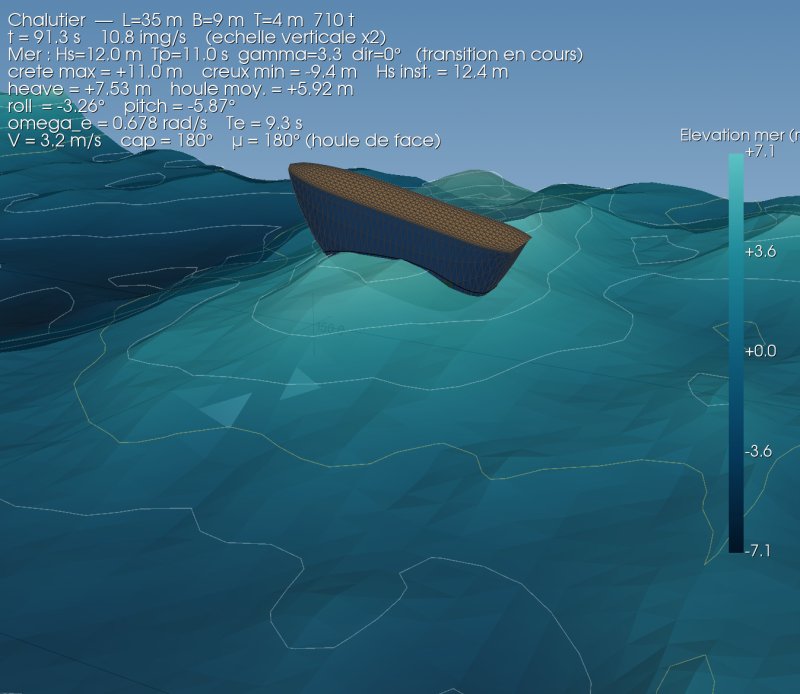 Chalutier — L=35 m B=9 m T=4 m 710 t
t = 91.3 s 10.8 img/s (echelle verticale x2)
Mer : Hs=12.0 m Tp=11.0 s gamma=3.3 dir=0° (transition en cours)
crete max = +11.0 m creux min = -9.4 m Hs inst. = 12.4 m
heave = +7.53 m houle moy. = +5.92 m
roll = -3.26° pitch = -5.87°
omega_e = 0.678 rad/s Te = 9.3 s
V = 3.2 m/s cap = 180° µ = 180° (houle de face)
Elevation mer (
+7.1
+3.6
+0.0
-3.6
-7.1